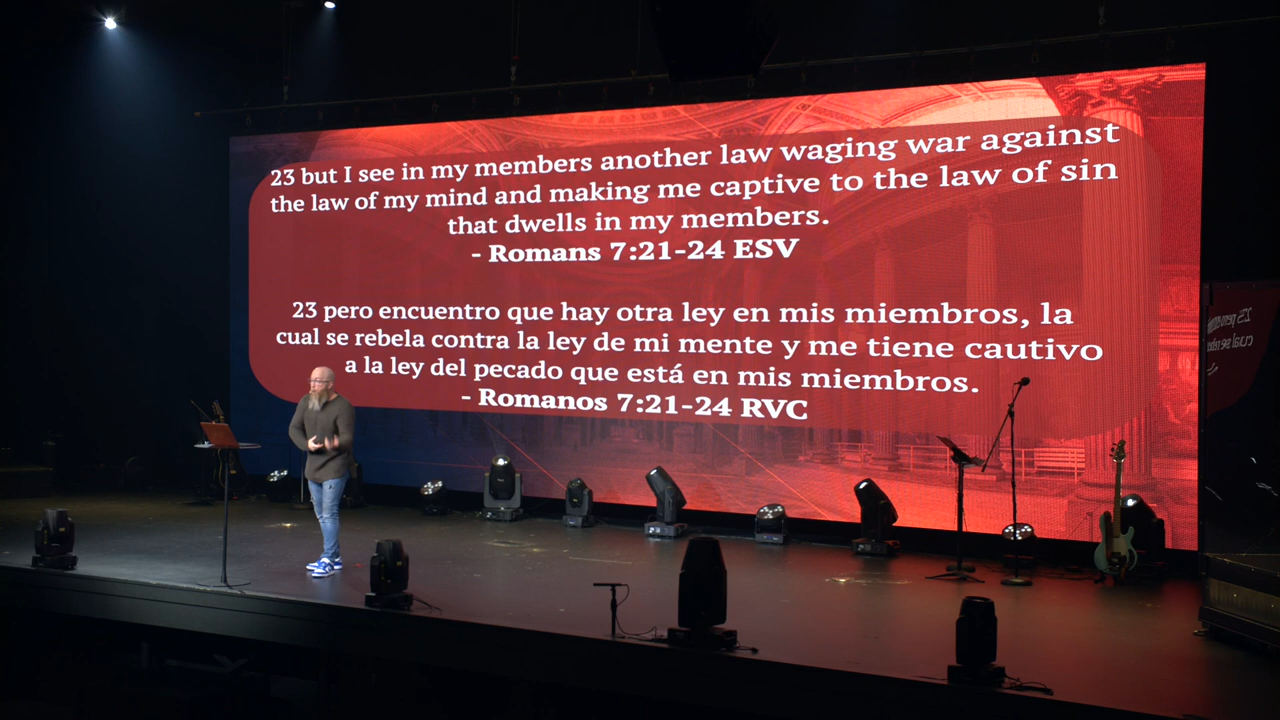 23 but I see in my members another law waging war against
the law of my mind and making me captive to the law of sin
that dwells in my members.
- Romans 7:21-24 ESV
23 pero encuentro que hay otra ley en mis miembros, la
cual se rebela contra la ley de mi mente y me tiene cautivo
a la ley del pecado que está en mis miembros.
- Romanos 7:21-24 RVC